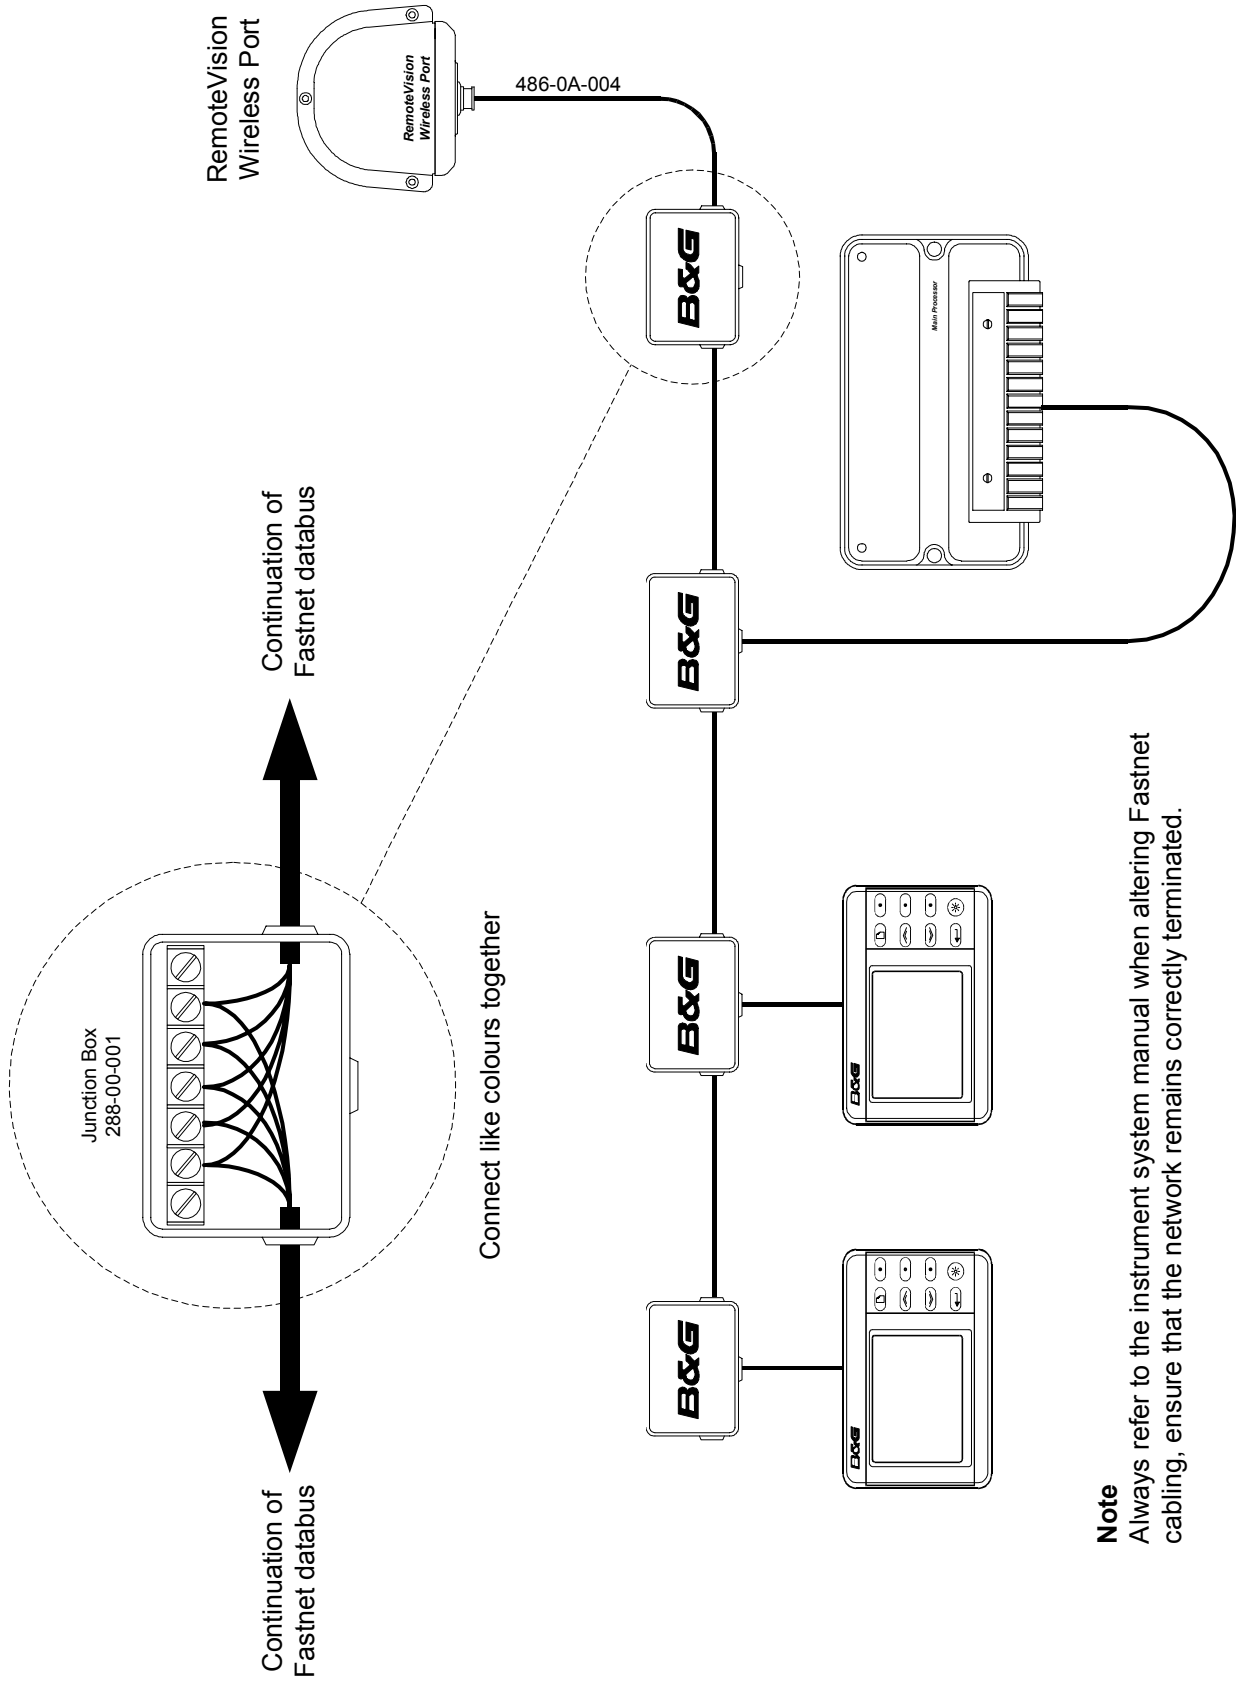 Continuation of
Fastnet databus
Junction Box
288-00-001
Continuation of
Fastnet databus
Connect like colours together
RemoteVision
Wireless Port
RemoteVision
Wireless Port
486-0A-004
B&G
B&G
B&G
B&G
B&G
B&G
Main Processor
Note
Always refer to the instrument system manual when altering Fastnet
cabling, ensure that the network remains correctly terminated.